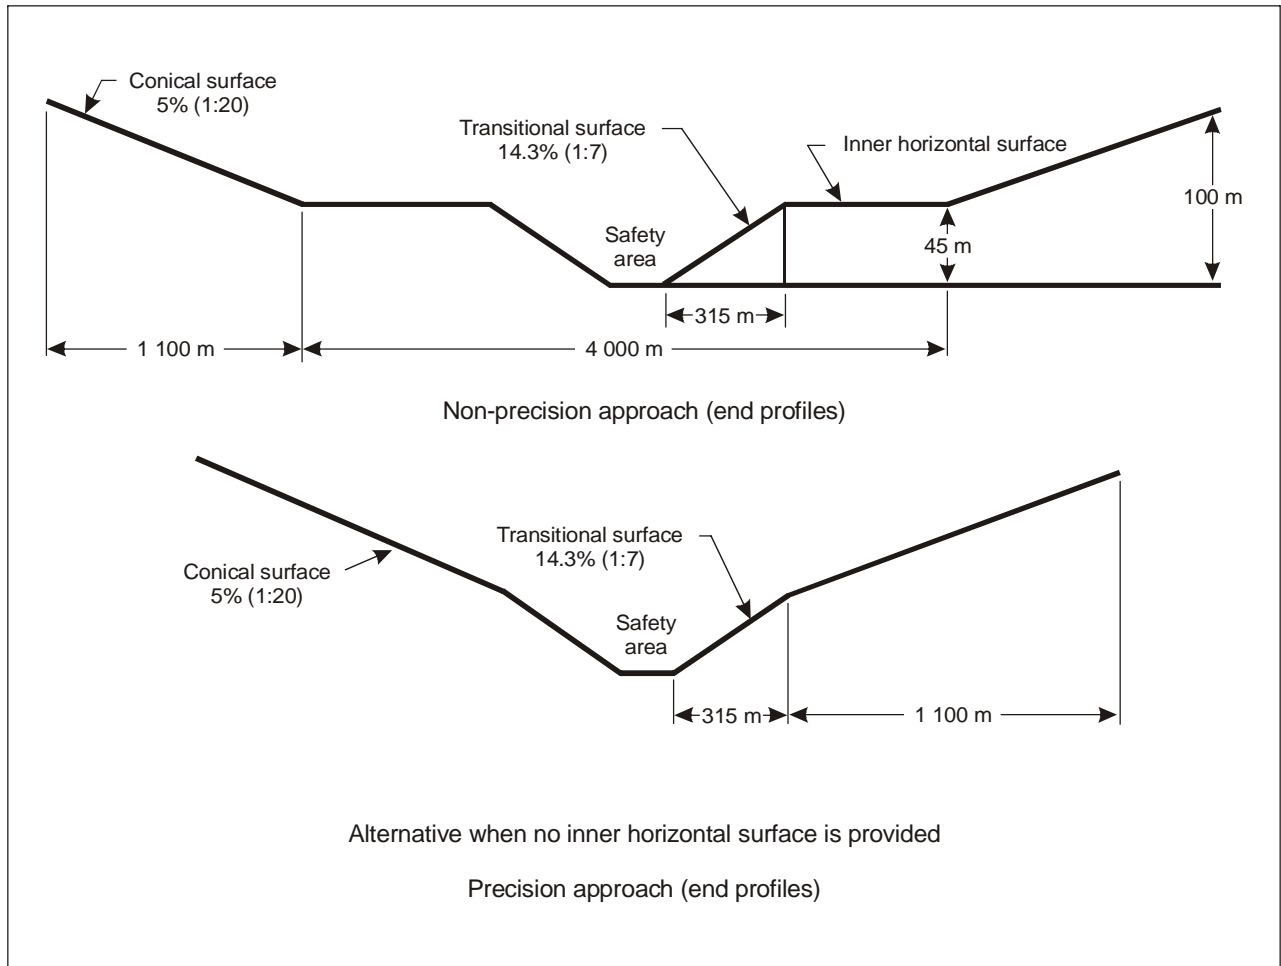 Conical surface
5% (1:20)
Transitional surface
14.3% (1:7)
Inner horizontal surface
100 m
Safety
area
45 m
315 m
1 100 m
4 000 m
Non-precision approach (end profiles)
Transitional surface
14.3% (1:7)
Conical surface
5% (1:20)
Safety
area
315 m
1 100 m
Alternative when no inner horizontal surface is provided
Precision approach (end profiles)